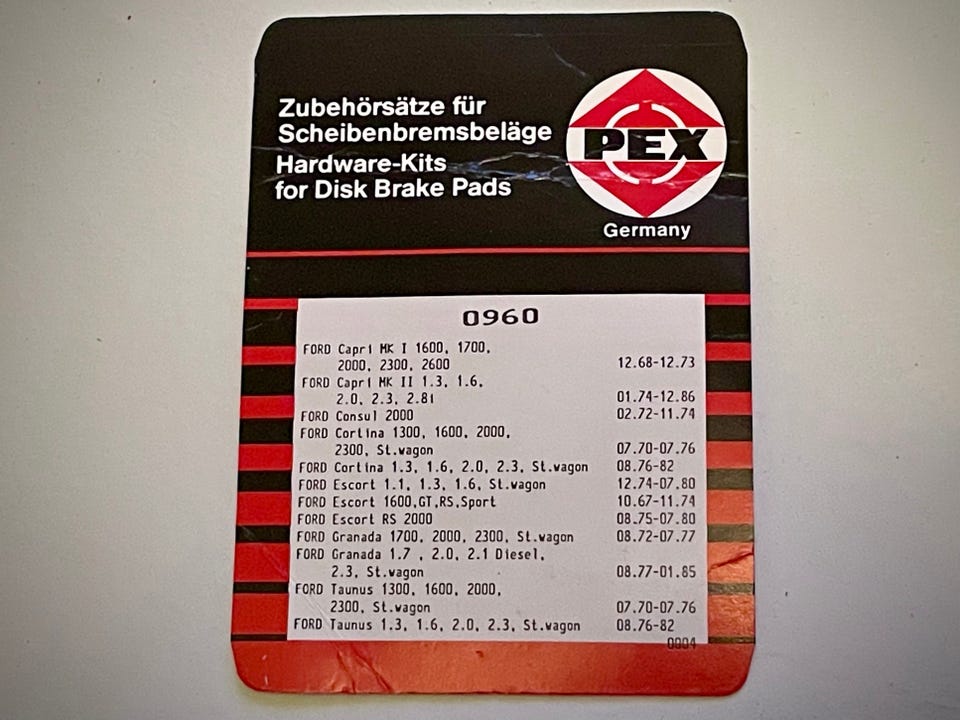 Zubehörsätze für
Scheibenbremsbeläge
Hardware-Kits
for Disk Brake Pads
PEX
Germany
0960
FORD Capri MK I 1600, 1700,
2000, 2300, 2600 12.68-12.73
FORD Capri MK II 1.3, 1.6,
2.0, 2.3, 2.8i 01.74-12.86
FORD Consul 2000 02.72-11.74
FORD Cortina 1300, 1600, 2000,
2300, St.wagon 07.70-07.76
FORD Cortina 1.3, 1.6, 2.0, 2.3, St.wagon 08.76-82
FORD Escort 1.1, 1.3, 1.6, St.wagon 12.74-07.80
FORD Escort 1600,GT,RS,Sport 10.67-11.74
FORD Escort RS 2000 08.75-07.80
FORD Granada 1700, 2000, 2300, St.wagon 08.72-07.77
FORD Granada 1.7 , 2.0, 2.1 Diesel,
2.3, St.wagon 08.77-01.85
FORD Taunus 1300, 1600, 2000,
2300, St.wagon 07.70-07.76
FORD Taunus 1.3, 1.6, 2.0, 2.3, St.wagon 08.76-82
0004